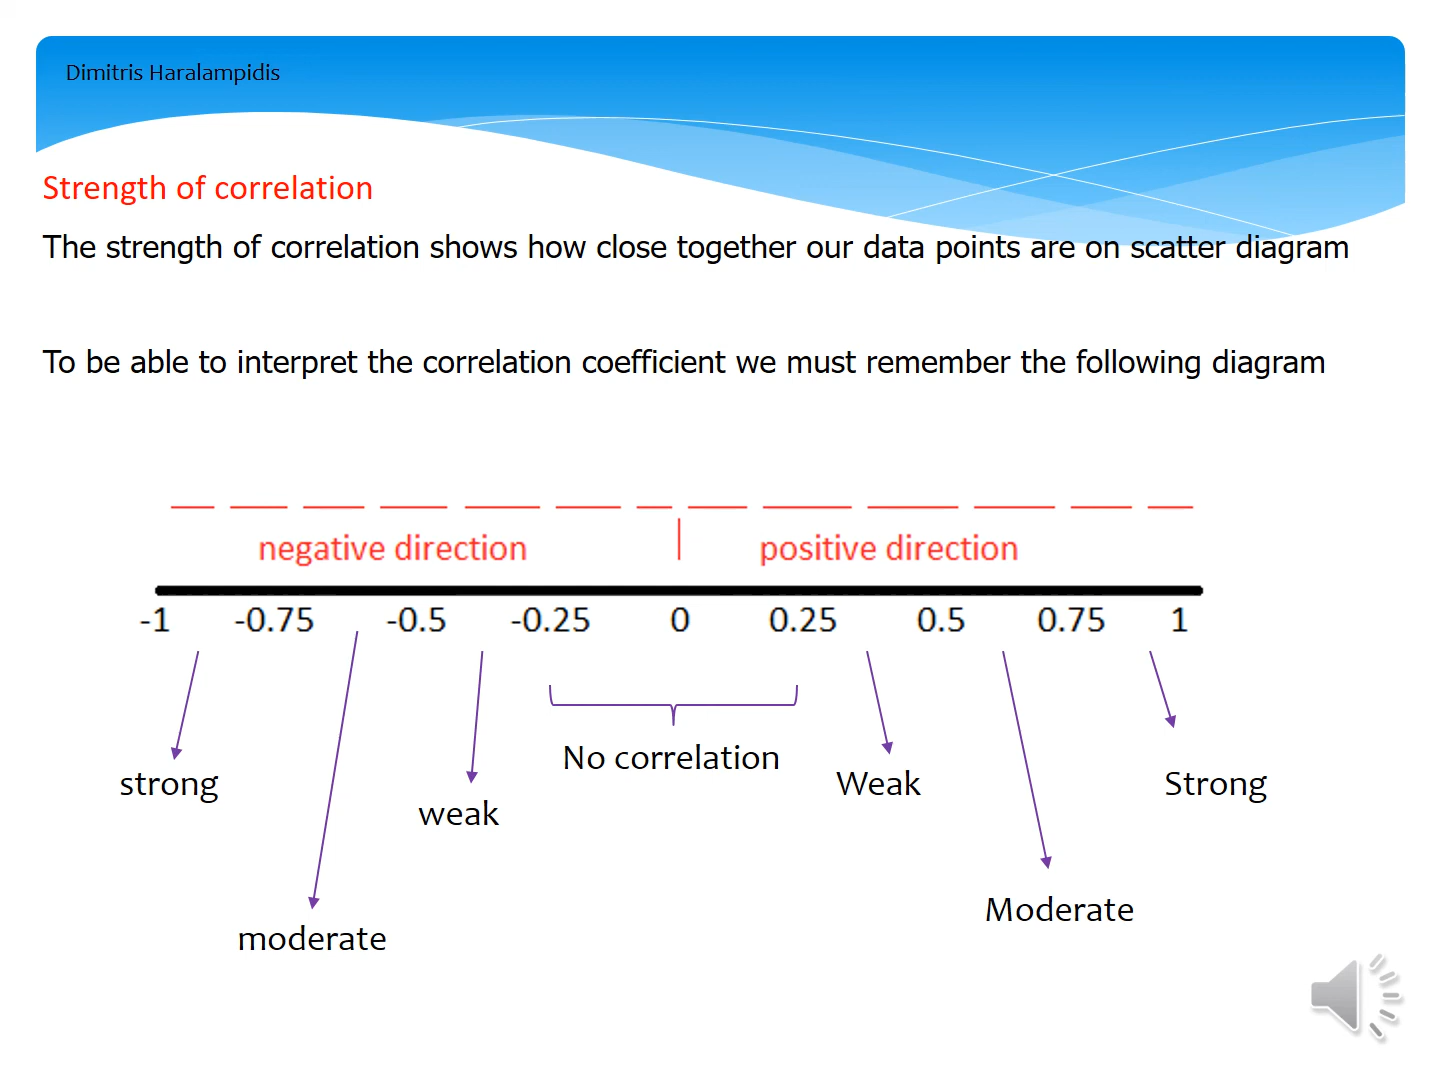 Dimitris Haralampidis
Strength of correlation
The strength of correlation shows how close together our data points are on scatter diagram
To be able to interpret the correlation coefficient we must remember the following diagram
negative direction positive direction
-1 -0.75 -0.5 -0.25 0 0.25 0.5 0.75 1
No correlation
strong Weak Strong
weak
Moderate
moderate